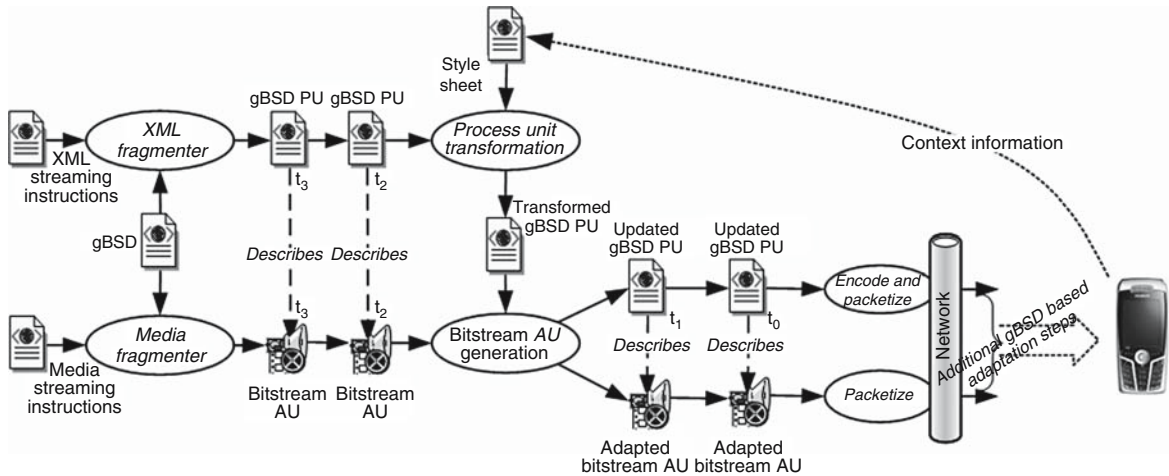 Style
sheet
gBSD PU
gBSD PU
XML
fragmenter
Process unit
transformation
Context information
XML
streaming
instructions
t3
t2
Transformed
gBSD PU
gBSD
Describes
Describes
Updated
gBSD PU
Updated
gBSD PU
Encode and
packetize
t3
t2
t1
t0
Media
fragmenter
Bitstream AU
generation
Describes
Describes
Network
Additional gBSD based
adaptation steps
Media
streaming
instructions
Bitstream
AU
Bitstream
AU
Packetize
Adapted
bitstream AU
Adapted
bitstream AU